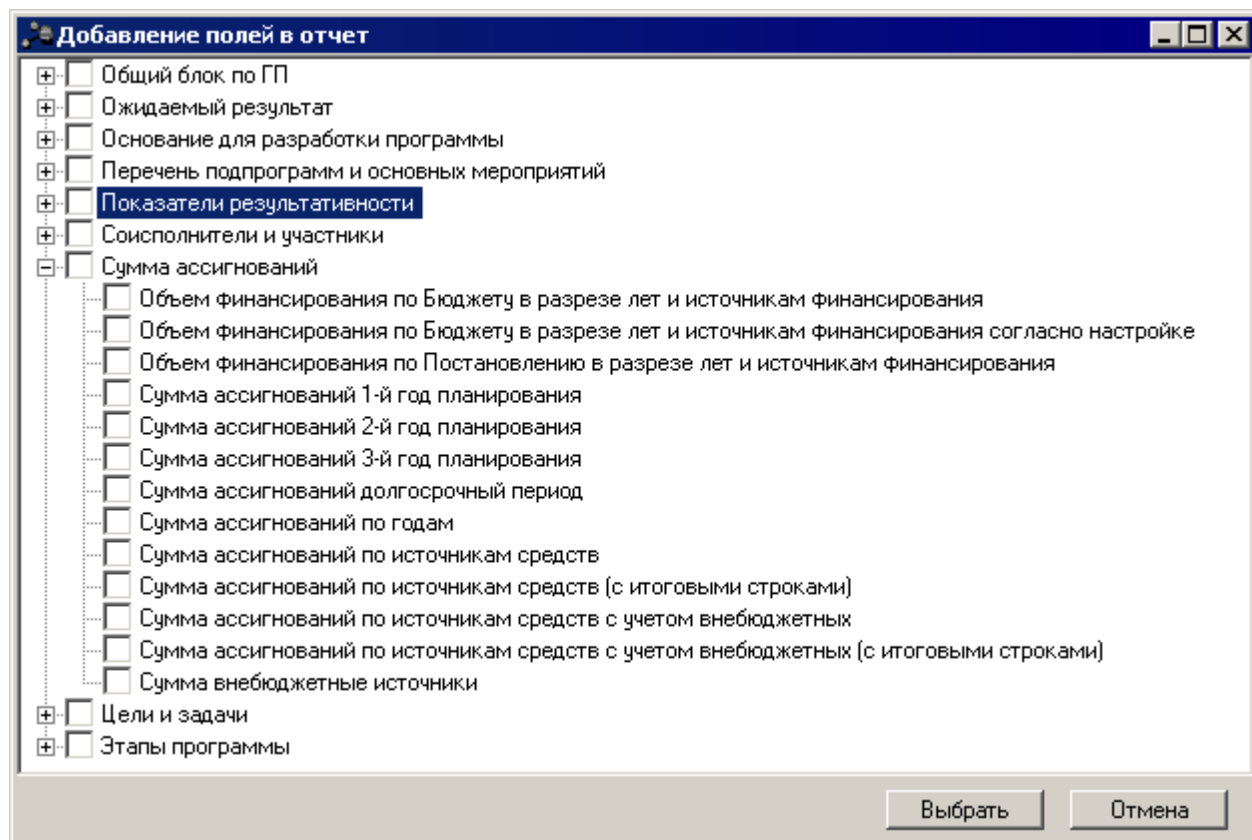 Добавление полей в отчет
Общий блок по ГП
Ожидаемый результат
Основание для разработки программы
Перечень подпрограмм и основных мероприятий
Показатели результативности
Соисполнители и участники
Сумма ассигнований
Объем финансирования по Бюджету в разрезе лет и источникам финансирования
Объем финансирования по Бюджету в разрезе лет и источникам финансирования согласно настройке
Объем финансирования по Постановлению в разрезе лет и источникам финансирования
Сумма ассигнований 1-й год планирования
Сумма ассигнований 2-й год планирования
Сумма ассигнований 3-й год планирования
Сумма ассигнований долгосрочный период
Сумма ассигнований по годам
Сумма ассигнований по источникам средств
Сумма ассигнований по источникам средств (с итоговыми строками)
Сумма ассигнований по источникам средств с учетом внебюджетных
Сумма ассигнований по источникам средств с учетом внебюджетных (с итоговыми строками)
Сумма внебюджетные источники
Цели и задачи
Этапы программы
Выбрать Отмена